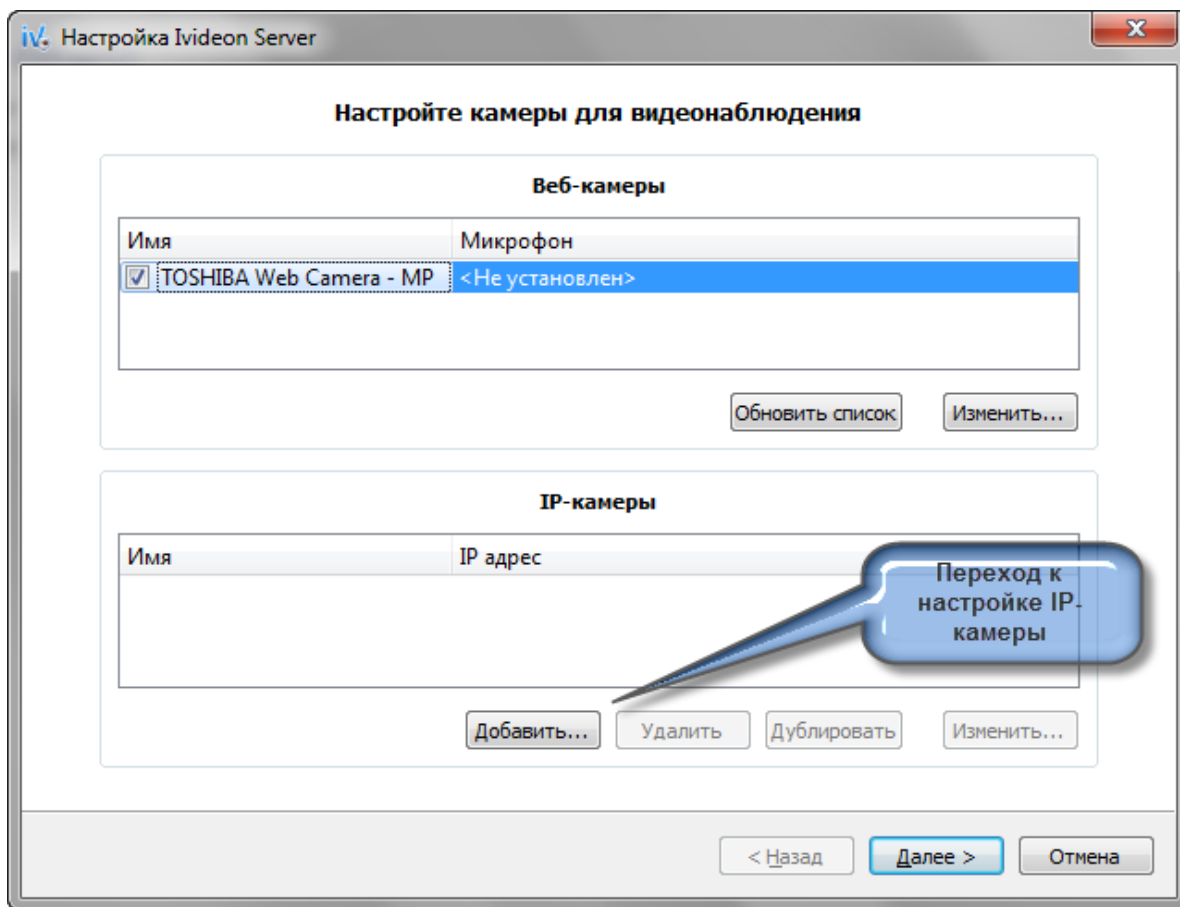 Настройка Ivideon Server
Настройте камеры для видеонаблюдения
Веб-камеры
Имя Микрофон
TOSHIBA Web Camera - MP <Не установлен>
Обновить список Изменить...
IP-камеры
Имя IP адрес
Переход к
настройке IP-
камеры
Добавить... Удалить Дублировать Изменить...
< Назад Далее > Отмена